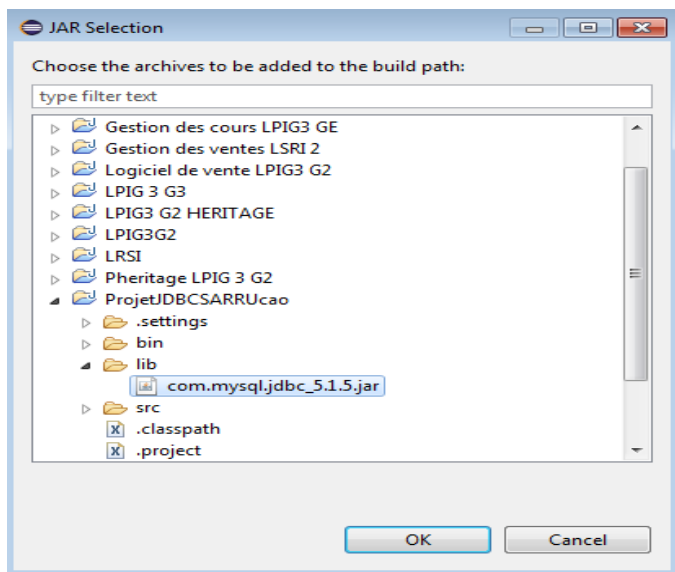 JAR Selection
Choose the archives to be added to the build path:
type filter text
Gestion des cours LPIG3 GE
Gestion des ventes LSRI 2
Logiciel de vente LPIG3 G2
LPIG 3 G3
LPIG3 G2 HERITAGE
LPIG3G2
LRSI
Pheritage LPIG 3 G2
ProjetJDBCSARRUcao
.settings
bin
lib
com.mysql.jdbc_5.1.5.jar
src
.classpath
.project
OK Cancel